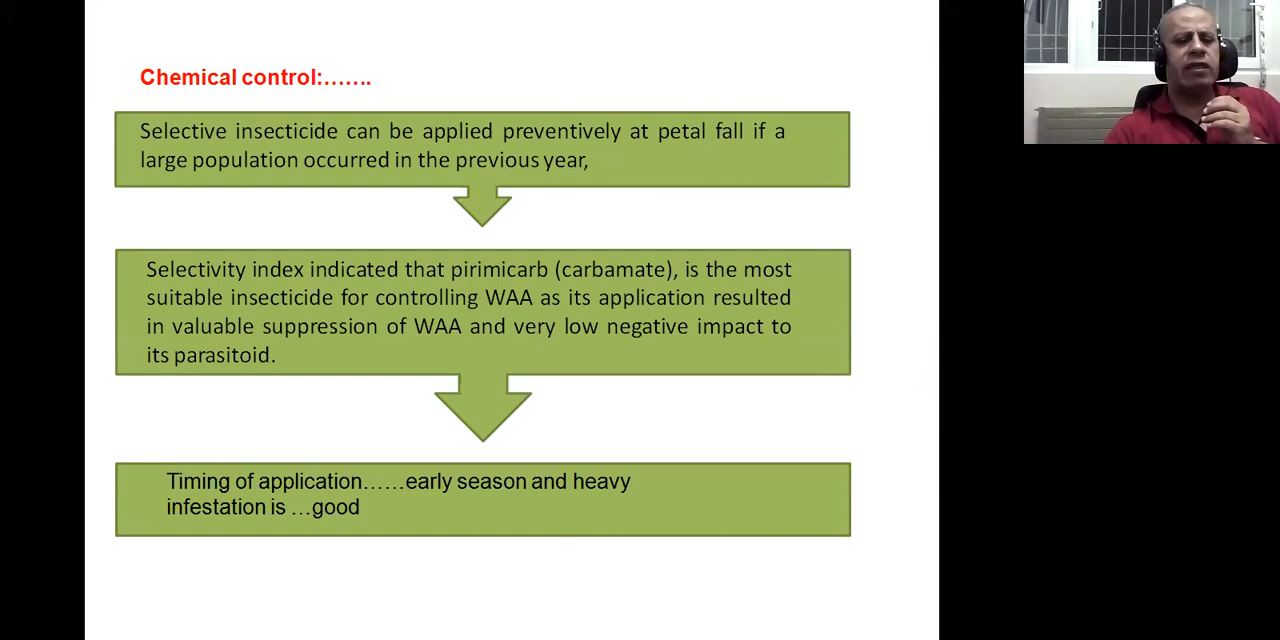 Chemical control:…….
Selective insecticide can be applied preventively at petal fall if a
large population occurred in the previous year,
Selectivity index indicated that pirimicarb (carbamate), is the most
suitable insecticide for controlling WAA as its application resulted
in valuable suppression of WAA and very low negative impact to
its parasitoid.
Timing of application……early season and heavy
infestation is …good